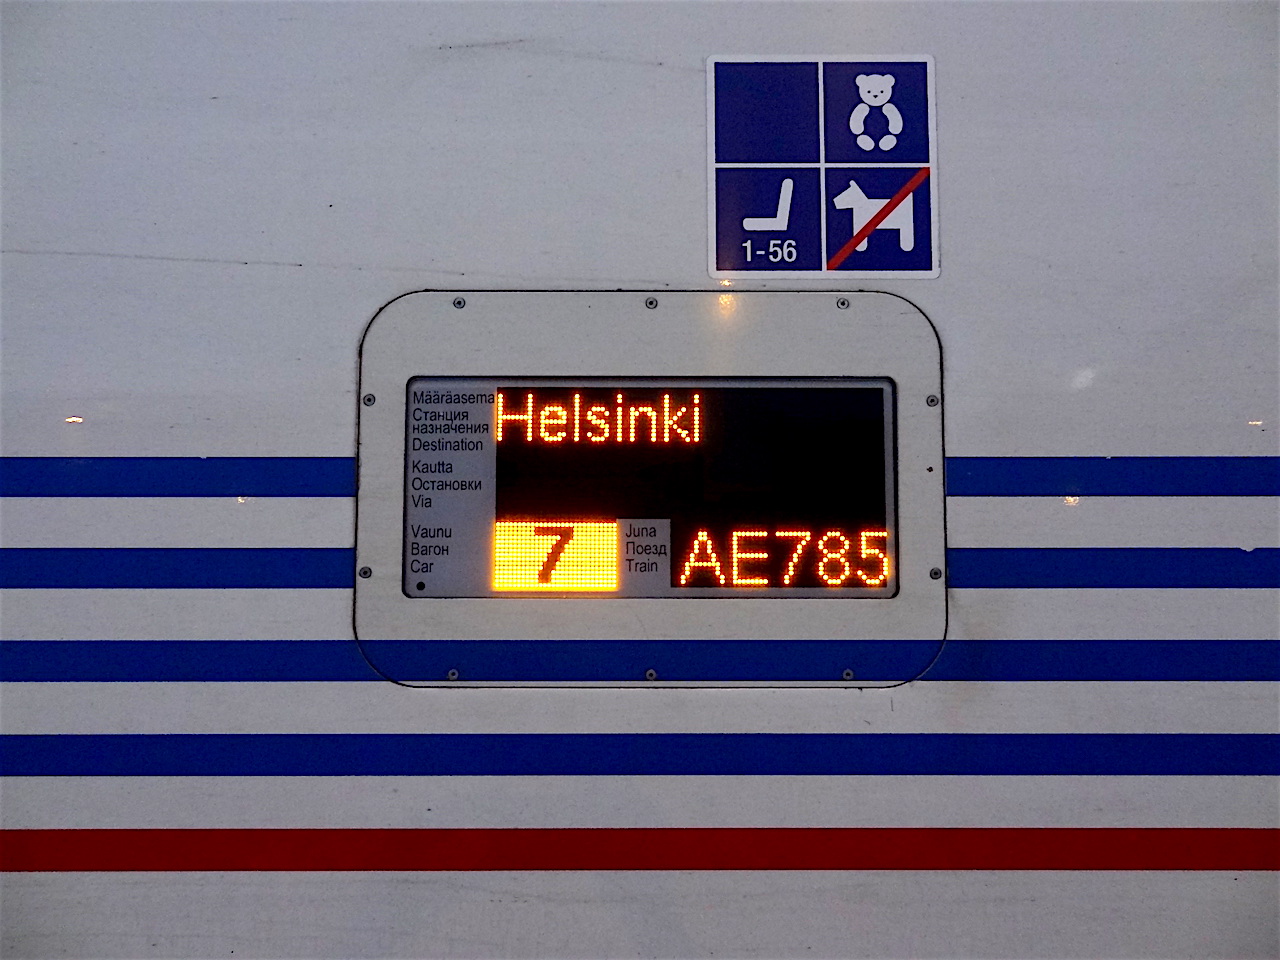 1-56
Määräasema
Станция
назначения
Destination
Helsinki
Kautta
Остановки
Via
Vaunu
Вагон
Car
7
Juna
Поезд
Train
AE785